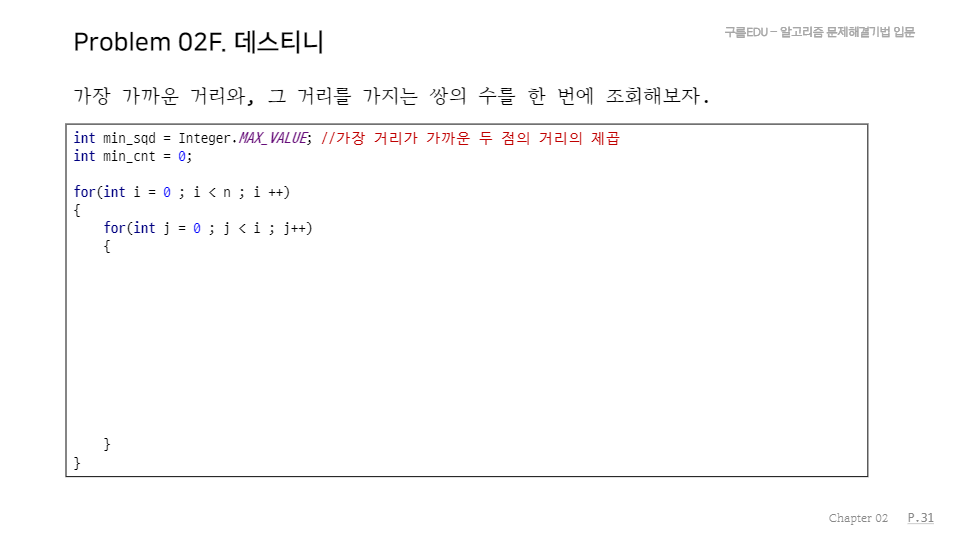 Problem 02F. 데스티니
구름EDU – 알고리즘 문제해결기법 입문
가장 가까운 거리와, 그 거리를 가지는 쌍의 수를 한 번에 조회해보자.
int min_sqd = Integer.MAX_VALUE; //가장 거리가 가까운 두 점의 거리의 제곱
int min_cnt = 0;
for(int i = 0 ; i < n ; i ++)
{
for(int j = 0 ; j < i ; j++)
{
}
}
Chapter 02 P.31